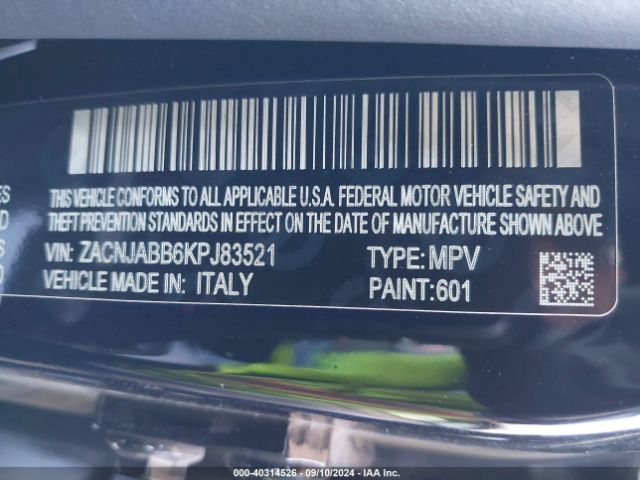 ES
THIS VEHICLE CONFORMS TO ALL APPLICABLE U.S.A. FEDERAL MOTOR VEHICLE SAFETY AND
D
THEFT PREVENTION STANDARDS IN EFFECT ON THE DATE OF MANUFACTURE SHOWN ABOVE
S
VIN: ZACNJABB6KPJ83521 TYPE: MPV
VEHICLE MADE IN: ITALY PAINT: 601
000-40314526 - 09/10/2024 - IAA Inc.